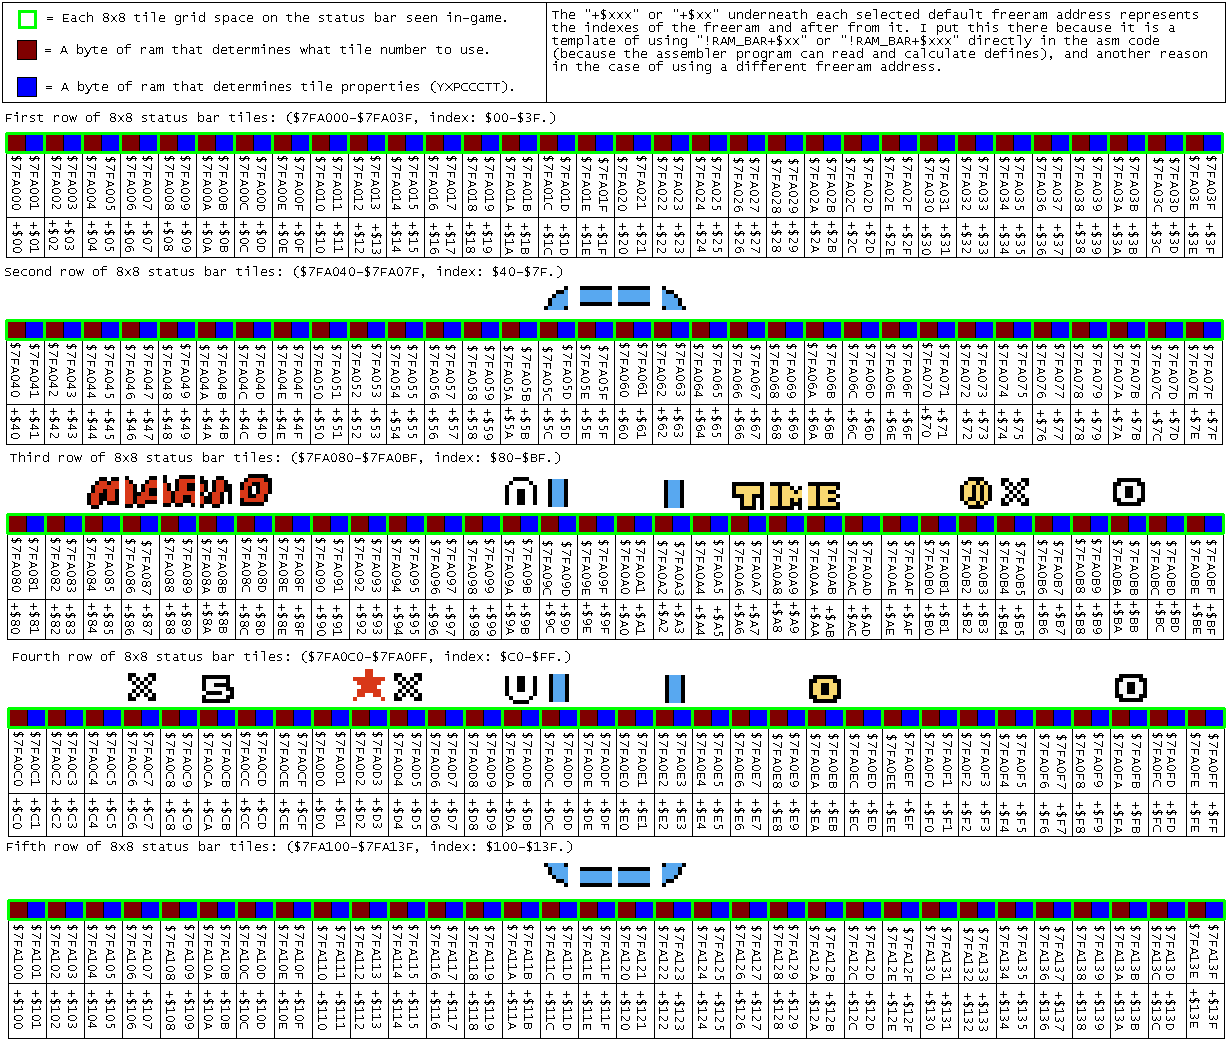 = Each 8x8 tile grid space on the status bar seen in-game.
= A byte of ram that determines what tile number to use.
= A byte of ram that determines tile properties (YXPCCCTT).
The "+$xxx" or "+$xx" underneath each selected default freeram address represents
the indexes of the freeram and after from it. I put this there because it is a
template of using "!RAM_BAR+$xx" or "!RAM_BAR+$xxx" directly in the asm code
(because the assembler program can read and calculate defines), and another reason
in the case of using a different freeram address.
First row of 8x8 status bar tiles: ($7FA000-$7FA03F, index: $00-$3F.)
$7FA000 $7FA001 $7FA002 $7FA003 $7FA004 $7FA005 $7FA006 $7FA007 $7FA008 $7FA009 $7FA00A $7FA00B $7FA00C $7FA00D $7FA00E $7FA00F $7FA010 $7FA011 $7FA012 $7FA013 $7FA014 $7FA015 $7FA016 $7FA017 $7FA018 $7FA019 $7FA01A $7FA01B $7FA01C $7FA01D $7FA01E $7FA01F $7FA020 $7FA021 $7FA022 $7FA023 $7FA024 $7FA025 $7FA026 $7FA027 $7FA028 $7FA029 $7FA02A $7FA02B $7FA02C $7FA02D $7FA02E $7FA02F $7FA030 $7FA031 $7FA032 $7FA033 $7FA034 $7FA035 $7FA036 $7FA037 $7FA038 $7FA039 $7FA03A $7FA03B $7FA03C $7FA03D $7FA03E $7FA03F
+$00 +$01 +$02 +$03 +$04 +$05 +$06 +$07 +$08 +$09 +$0A +$0B +$0C +$0D +$0E +$0F +$10 +$11 +$12 +$13 +$14 +$15 +$16 +$17 +$18 +$19 +$1A +$1B +$1C +$1D +$1E +$1F +$20 +$21 +$22 +$23 +$24 +$25 +$26 +$27 +$28 +$29 +$2A +$2B +$2C +$2D +$2E +$2F +$30 +$31 +$32 +$33 +$34 +$35 +$36 +$37 +$38 +$39 +$3A +$3B +$3C +$3D +$3E +$3F
Second row of 8x8 status bar tiles: ($7FA040-$7FA07F, index: $40-$7F.)
$7FA040 $7FA041 $7FA042 $7FA043 $7FA044 $7FA045 $7FA046 $7FA047 $7FA048 $7FA049 $7FA04A $7FA04B $7FA04C $7FA04D $7FA04E $7FA04F $7FA050 $7FA051 $7FA052 $7FA053 $7FA054 $7FA055 $7FA056 $7FA057 $7FA058 $7FA059 $7FA05A $7FA05B $7FA05C $7FA05D $7FA05E $7FA05F $7FA060 $7FA061 $7FA062 $7FA063 $7FA064 $7FA065 $7FA066 $7FA067 $7FA068 $7FA069 $7FA06A $7FA06B $7FA06C $7FA06D $7FA06E $7FA06F $7FA070 $7FA071 $7FA072 $7FA073 $7FA074 $7FA075 $7FA076 $7FA077 $7FA078 $7FA079 $7FA07A $7FA07B $7FA07C $7FA07D $7FA07E $7FA07F
+$40 +$41 +$42 +$43 +$44 +$45 +$46 +$47 +$48 +$49 +$4A +$4B +$4C +$4D +$4E +$4F +$50 +$51 +$52 +$53 +$54 +$55 +$56 +$57 +$58 +$59 +$5A +$5B +$5C +$5D +$5E +$5F +$60 +$61 +$62 +$63 +$64 +$65 +$66 +$67 +$68 +$69 +$6A +$6B +$6C +$6D +$6E +$6F +$70 +$71 +$72 +$73 +$74 +$75 +$76 +$77 +$78 +$79 +$7A +$7B +$7C +$7D +$7E +$7F
Third row of 8x8 status bar tiles: ($7FA080-$7FA0BF, index: $80-$BF.)
MARIO TIME X 0
$7FA080 $7FA081 $7FA082 $7FA083 $7FA084 $7FA085 $7FA086 $7FA087 $7FA088 $7FA089 $7FA08A $7FA08B $7FA08C $7FA08D $7FA08E $7FA08F $7FA090 $7FA091 $7FA092 $7FA093 $7FA094 $7FA095 $7FA096 $7FA097 $7FA098 $7FA099 $7FA09A $7FA09B $7FA09C $7FA09D $7FA09E $7FA09F $7FA0A0 $7FA0A1 $7FA0A2 $7FA0A3 $7FA0A4 $7FA0A5 $7FA0A6 $7FA0A7 $7FA0A8 $7FA0A9 $7FA0AA $7FA0AB $7FA0AC $7FA0AD $7FA0AE $7FA0AF $7FA0B0 $7FA0B1 $7FA0B2 $7FA0B3 $7FA0B4 $7FA0B5 $7FA0B6 $7FA0B7 $7FA0B8 $7FA0B9 $7FA0BA $7FA0BB $7FA0BC $7FA0BD $7FA0BE $7FA0BF
+$80 +$81 +$82 +$83 +$84 +$85 +$86 +$87 +$88 +$89 +$8A +$8B +$8C +$8D +$8E +$8F +$90 +$91 +$92 +$93 +$94 +$95 +$96 +$97 +$98 +$99 +$9A +$9B +$9C +$9D +$9E +$9F +$A0 +$A1 +$A2 +$A3 +$A4 +$A5 +$A6 +$A7 +$A8 +$A9 +$AA +$AB +$AC +$AD +$AE +$AF +$B0 +$B1 +$B2 +$B3 +$B4 +$B5 +$B6 +$B7 +$B8 +$B9 +$BA +$BB +$BC +$BD +$BE +$BF
Fourth row of 8x8 status bar tiles: ($7FA0C0-$7FA0FF, index: $C0-$FF.)
X 5 X 0 0
$7FA0C0 $7FA0C1 $7FA0C2 $7FA0C3 $7FA0C4 $7FA0C5 $7FA0C6 $7FA0C7 $7FA0C8 $7FA0C9 $7FA0CA $7FA0CB $7FA0CC $7FA0CD $7FA0CE $7FA0CF $7FA0D0 $7FA0D1 $7FA0D2 $7FA0D3 $7FA0D4 $7FA0D5 $7FA0D6 $7FA0D7 $7FA0D8 $7FA0D9 $7FA0DA $7FA0DB $7FA0DC $7FA0DD $7FA0DE $7FA0DF $7FA0E0 $7FA0E1 $7FA0E2 $7FA0E3 $7FA0E4 $7FA0E5 $7FA0E6 $7FA0E7 $7FA0E8 $7FA0E9 $7FA0EA $7FA0EB $7FA0EC $7FA0ED $7FA0EE $7FA0EF $7FA0F0 $7FA0F1 $7FA0F2 $7FA0F3 $7FA0F4 $7FA0F5 $7FA0F6 $7FA0F7 $7FA0F8 $7FA0F9 $7FA0FA $7FA0FB $7FA0FC $7FA0FD $7FA0FE $7FA0FF
+$C0 +$C1 +$C2 +$C3 +$C4 +$C5 +$C6 +$C7 +$C8 +$C9 +$CA +$CB +$CC +$CD +$CE +$CF +$D0 +$D1 +$D2 +$D3 +$D4 +$D5 +$D6 +$D7 +$D8 +$D9 +$DA +$DB +$DC +$DD +$DE +$DF +$E0 +$E1 +$E2 +$E3 +$E4 +$E5 +$E6 +$E7 +$E8 +$E9 +$EA +$EB +$EC +$ED +$EE +$EF +$F0 +$F1 +$F2 +$F3 +$F4 +$F5 +$F6 +$F7 +$F8 +$F9 +$FA +$FB +$FC +$FD +$FE +$FF
Fifth row of 8x8 status bar tiles: ($7FA100-$7FA13F, index: $100-$13F.)
$7FA100 $7FA101 $7FA102 $7FA103 $7FA104 $7FA105 $7FA106 $7FA107 $7FA108 $7FA109 $7FA10A $7FA10B $7FA10C $7FA10D $7FA10E $7FA10F $7FA110 $7FA111 $7FA112 $7FA113 $7FA114 $7FA115 $7FA116 $7FA117 $7FA118 $7FA119 $7FA11A $7FA11B $7FA11C $7FA11D $7FA11E $7FA11F $7FA120 $7FA121 $7FA122 $7FA123 $7FA124 $7FA125 $7FA126 $7FA127 $7FA128 $7FA129 $7FA12A $7FA12B $7FA12C $7FA12D $7FA12E $7FA12F $7FA130 $7FA131 $7FA132 $7FA133 $7FA134 $7FA135 $7FA136 $7FA137 $7FA138 $7FA139 $7FA13A $7FA13B $7FA13C $7FA13D $7FA13E $7FA13F
+$100 +$101 +$102 +$103 +$104 +$105 +$106 +$107 +$108 +$109 +$10A +$10B +$10C +$10D +$10E +$10F +$110 +$111 +$112 +$113 +$114 +$115 +$116 +$117 +$118 +$119 +$11A +$11B +$11C +$11D +$11E +$11F +$120 +$121 +$122 +$123 +$124 +$125 +$126 +$127 +$128 +$129 +$12A +$12B +$12C +$12D +$12E +$12F +$130 +$131 +$132 +$133 +$134 +$135 +$136 +$137 +$138 +$139 +$13A +$13B +$13C +$13D +$13E +$13F